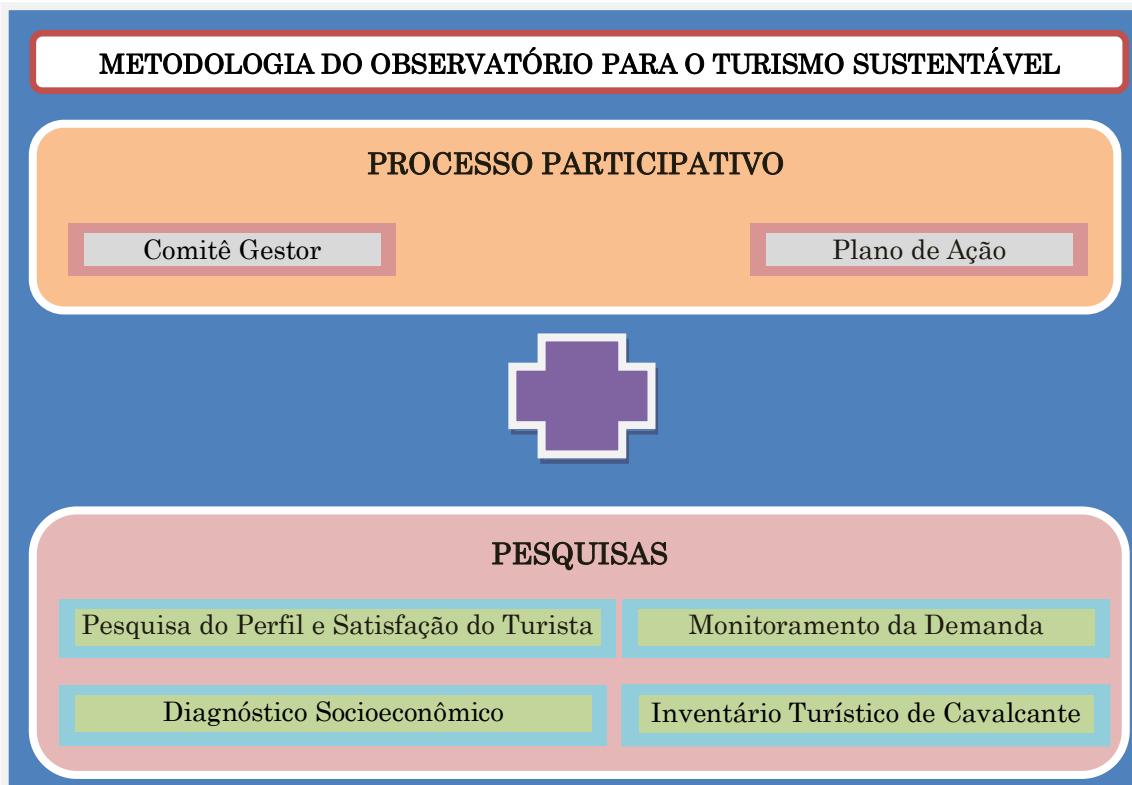 METODOLOGIA DO OBSERVATÓRIO PARA O TURISMO SUSTENTÁVEL
PROCESSO PARTICIPATIVO
Comitê Gestor
Plano de Ação
PESQUISAS
Pesquisa do Perfil e Satisfação do Turista
Monitoramento da Demanda
Diagnóstico Socioeconômico
Inventário Turístico de Cavalcante